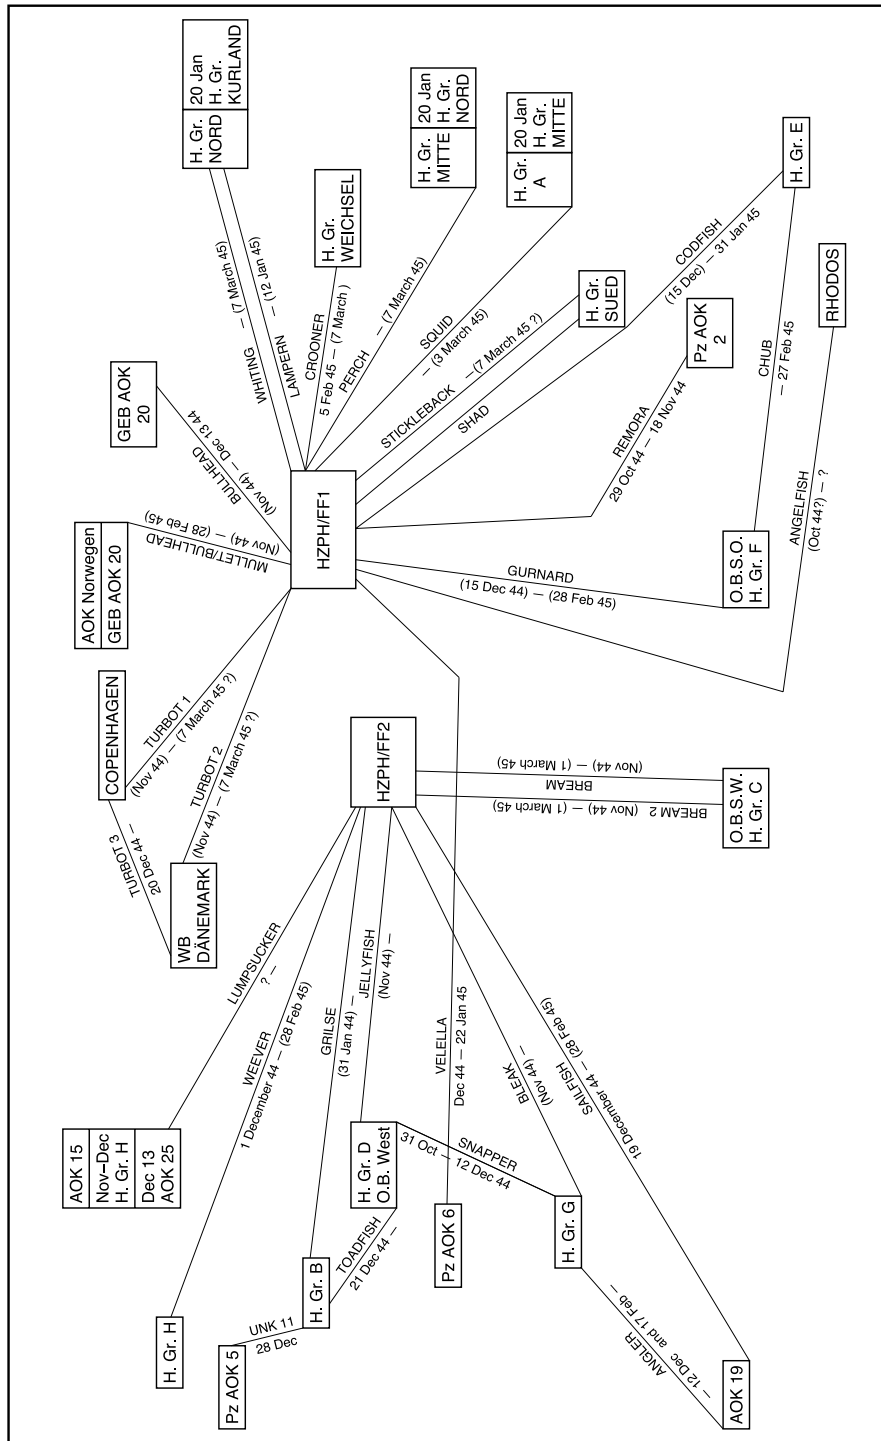 AOK 15
Nov–Dec
H. Gr. H
Dec 13
AOK 25
H. Gr. H
Pz AOK 5
UNK 11
28 Dec
H. Gr. B
TOADFISH
21 Dec 44 —
H. Gr. D
O.B. West
Pz AOK 6
SNAPPER
31 Oct — 12 Dec 44
H. Gr. G
ANGLER
— 12 Dec and 17 Feb —
AOK 19
LUMPSUCKER
? —
WEEVER
1 December 44 — (28 Feb 45)
GRILSE
(31 Jan 44) —
JELLYFISH
(Nov 44) —
VELELLA
Dec 44 — 22 Jan 45
BLEAK
(Nov 44) —
SAILFISH
19 December 44 — (28 Feb 45)
HZPH/FF2
BREAM
(Nov 44) — (1 March 45)
BREAM 2 (Nov 44) — (1 March 45)
O.B.S.W.
H. Gr. C
WB
DÄNEMARK
TURBOT 3
20 Dec 44 —
COPENHAGEN
TURBOT 1
(Nov 44) — (7 March 45 ?)
TURBOT 2
(Nov 44) — (7 March 45 ?)
AOK Norwegen
GEB AOK 20
MULLET/BULLHEAD
(Nov 44) — (28 Feb 45)
GEB AOK
20
BULLHEAD
(Nov 44) — Dec 13 44
HZPH/FF1
WHITING — (7 March 45)
LAMPERN — (12 Jan 45)
H. Gr.
NORD
20 Jan
H. Gr.
KURLAND
CROONER
5 Feb 45 — (7 March )
H. Gr.
WEICHSEL
PERCH — (7 March 45)
H. Gr.
MITTE
20 Jan
H. Gr.
NORD
SQUID
— (3 March 45)
H. Gr.
A
20 Jan
H. Gr.
MITTE
STICKLEBACK —(7 March 45 ?)
SHAD
H. Gr.
SUED
CODFISH
(15 Dec) — 31 Jan 45
H. Gr. E
REMORA
29 Oct 44 — 18 Nov 44
Pz AOK
2
GURNARD
(15 Dec 44) — (28 Feb 45)
O.B.S.O.
H. Gr. F
CHUB
— 27 Feb 45
ANGELFISH
(Oct 44?) — ?
RHODOS